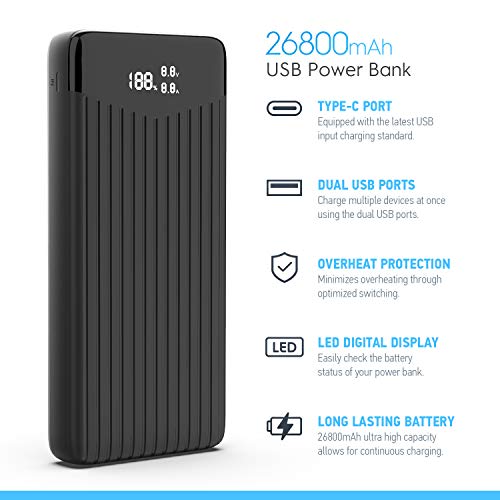 188% 8.8V
8.8A
26800mAh
USB Power Bank
TYPE-C PORT
Equipped with the latest USB
input charging standard.
DUAL USB PORTS
Charge multiple devices at once
using the dual USB ports.
OVERHEAT PROTECTION
Minimizes overheating through
optimized switching.
LED
LED DIGITAL DISPLAY
Easily check the battery
status of your power bank.
LONG LASTING BATTERY
26800mAh ultra high capacity
allows for continuous charging.